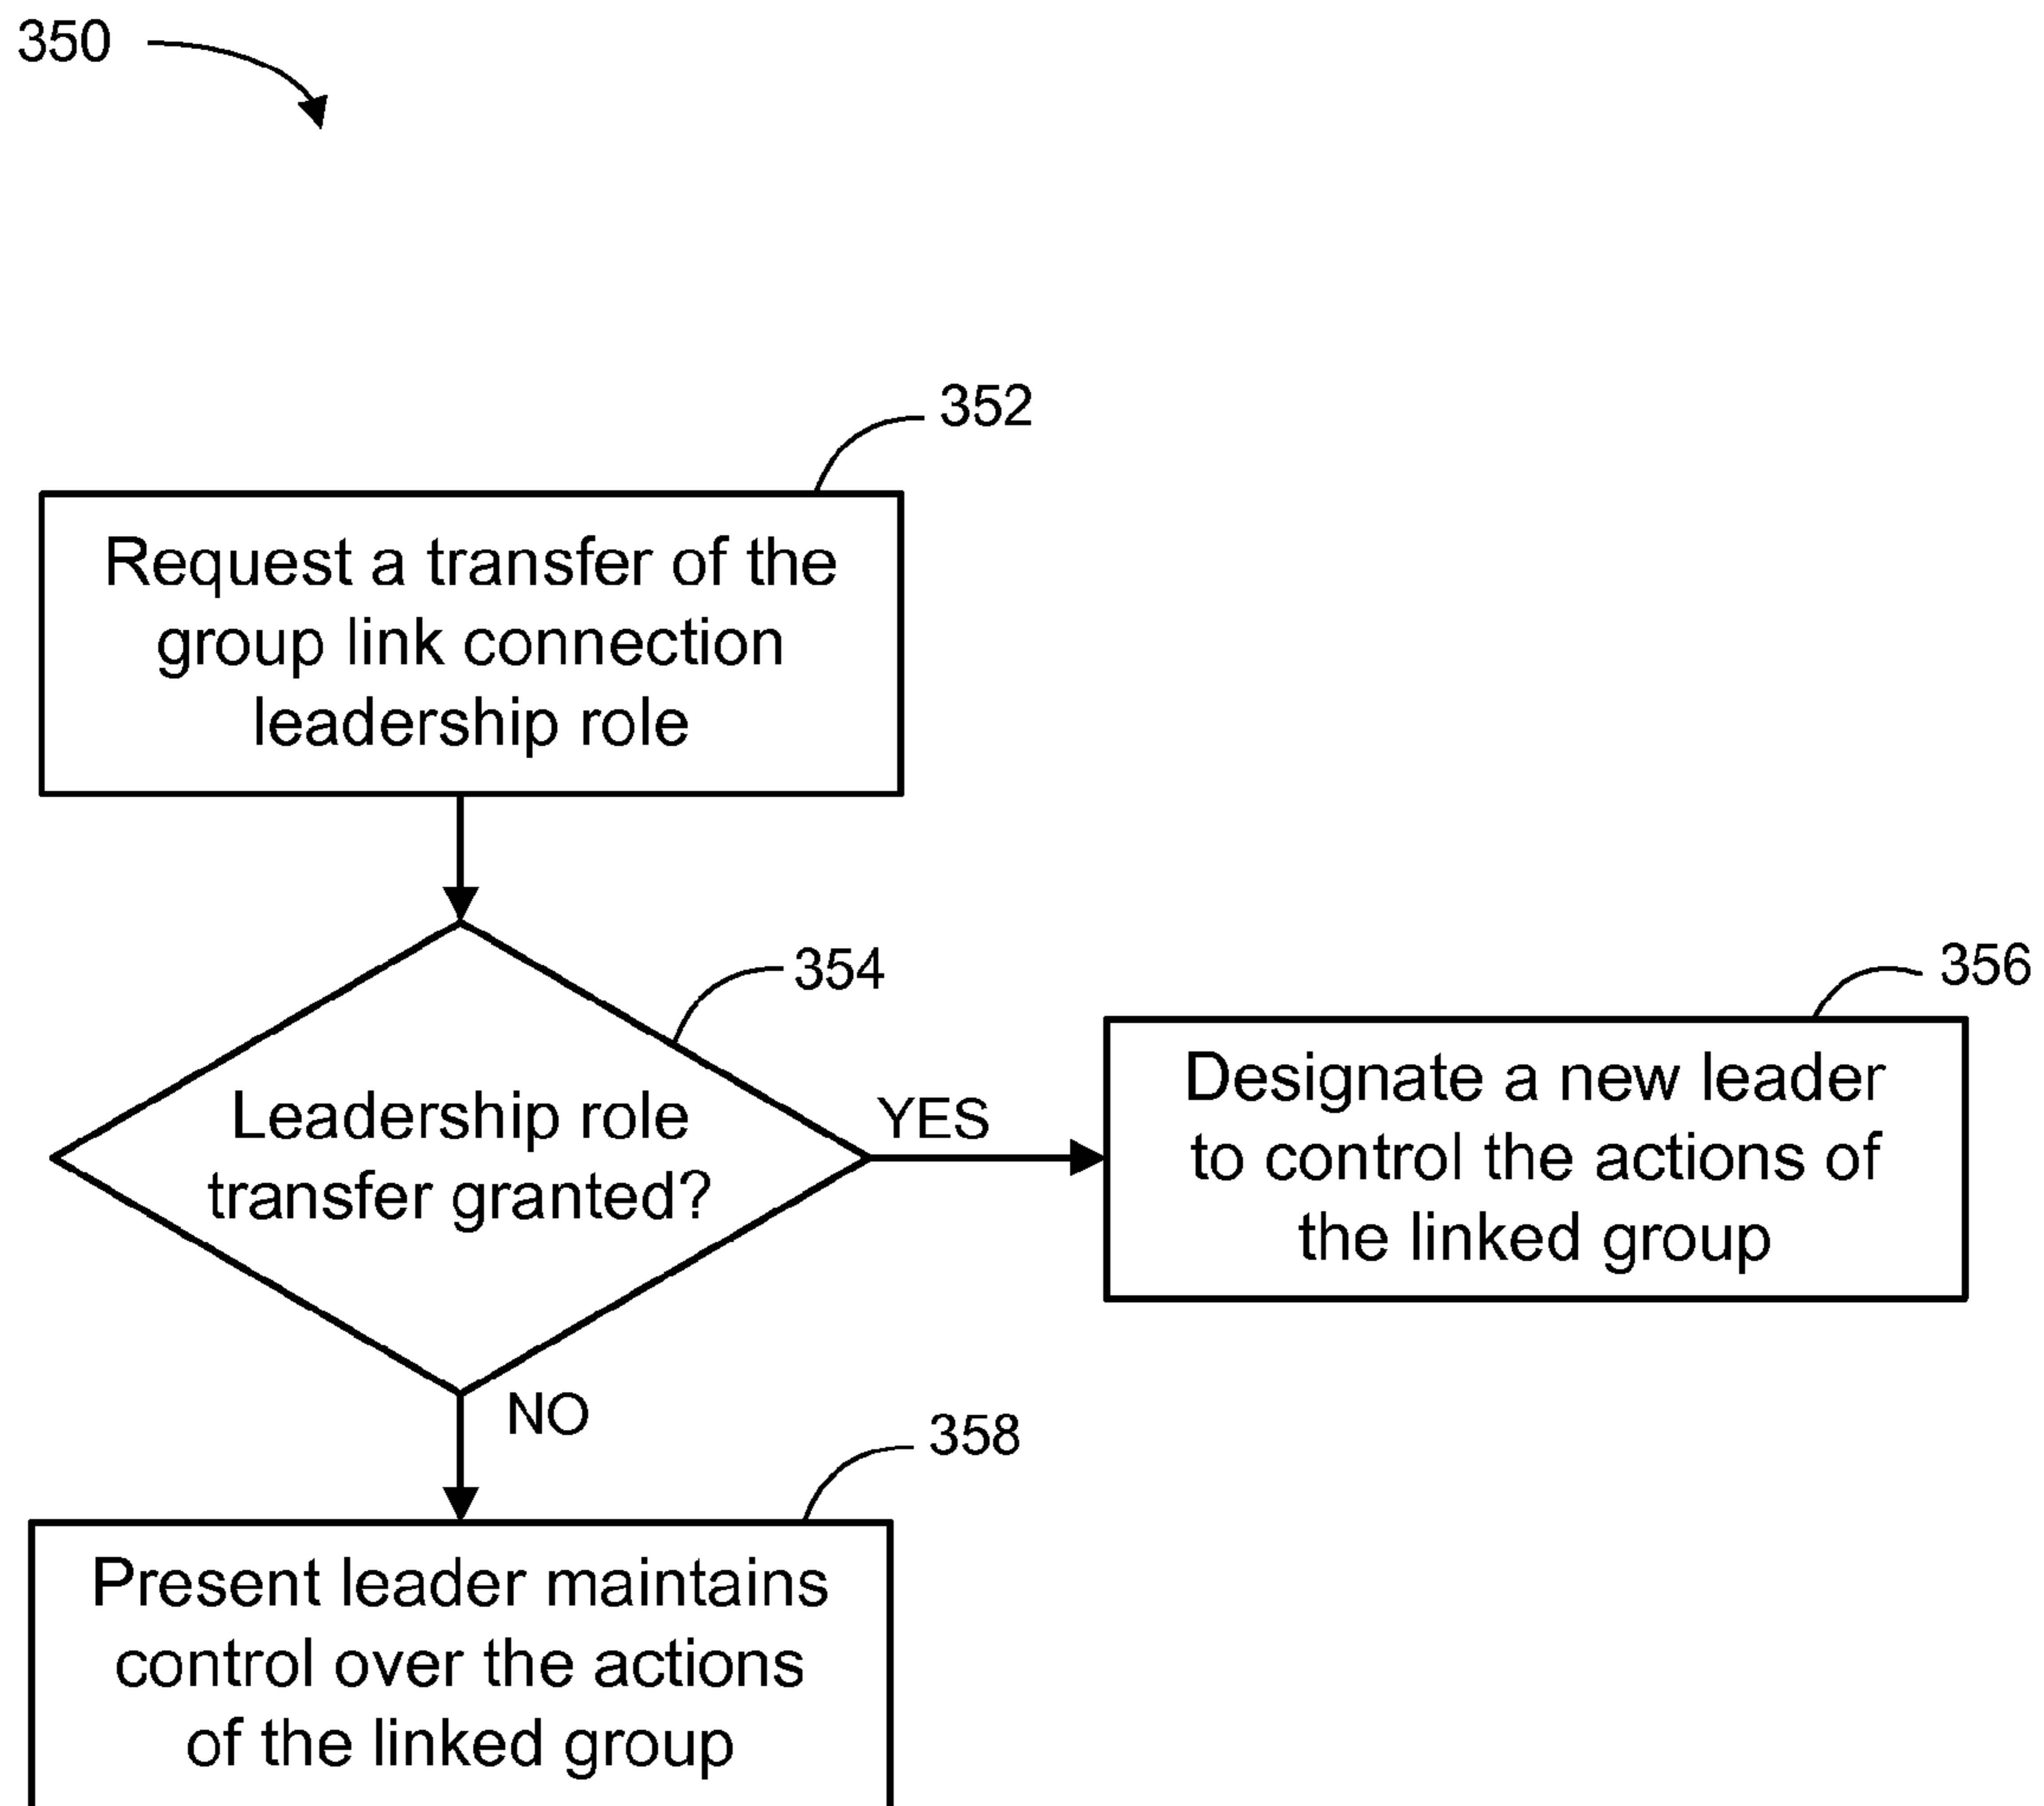 350
352
Request a transfer of the
group link connection
leadership role
354
Leadership role
transfer granted?
YES
356
Designate a new leader
to control the actions of
the linked group
NO
358
Present leader maintains
control over the actions
of the linked group